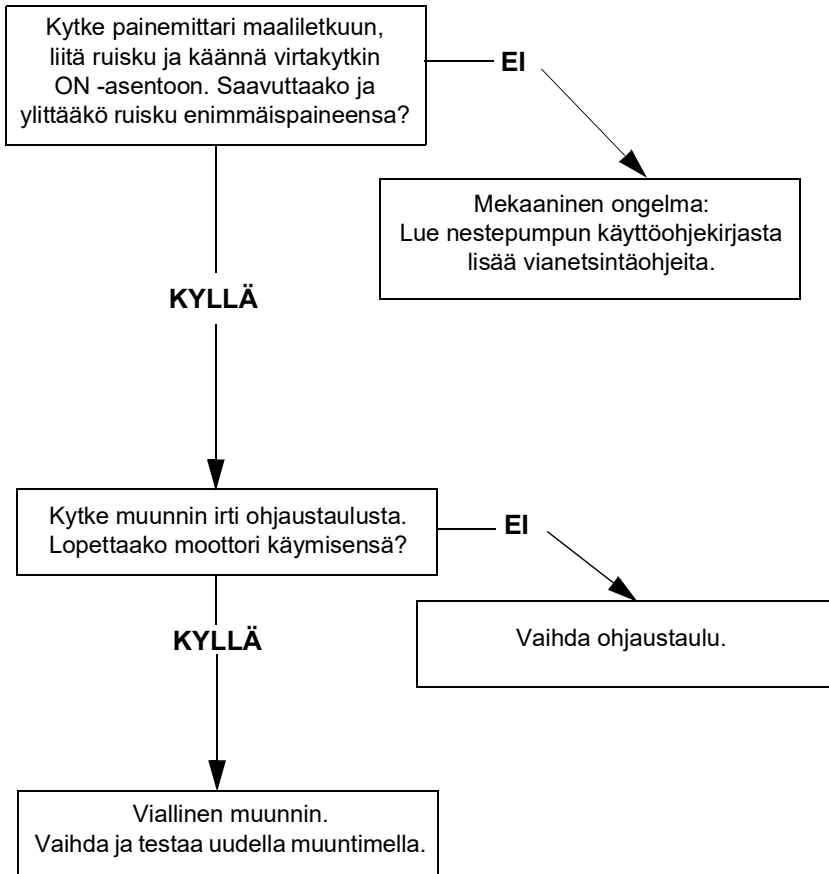 Kytke painemittari maaliletkuun,
liitä ruisku ja käännä virtakytkin
ON -asentoon. Saavuttaako ja
ylittääkö ruisku enimmäispaineensa?
EI
Mekaaninen ongelma:
Lue nestepumpun käyttöohjekirjasta
lisää vianetsintäohjeita.
KYLLÄ
Kytke muunnin irti ohjaustaulusta.
Lopettaako moottori käymisensä?
EI
Vaihda ohjaustaulu.
KYLLÄ
Viallinen muunnin.
Vaihda ja testaa uudella muuntimella.